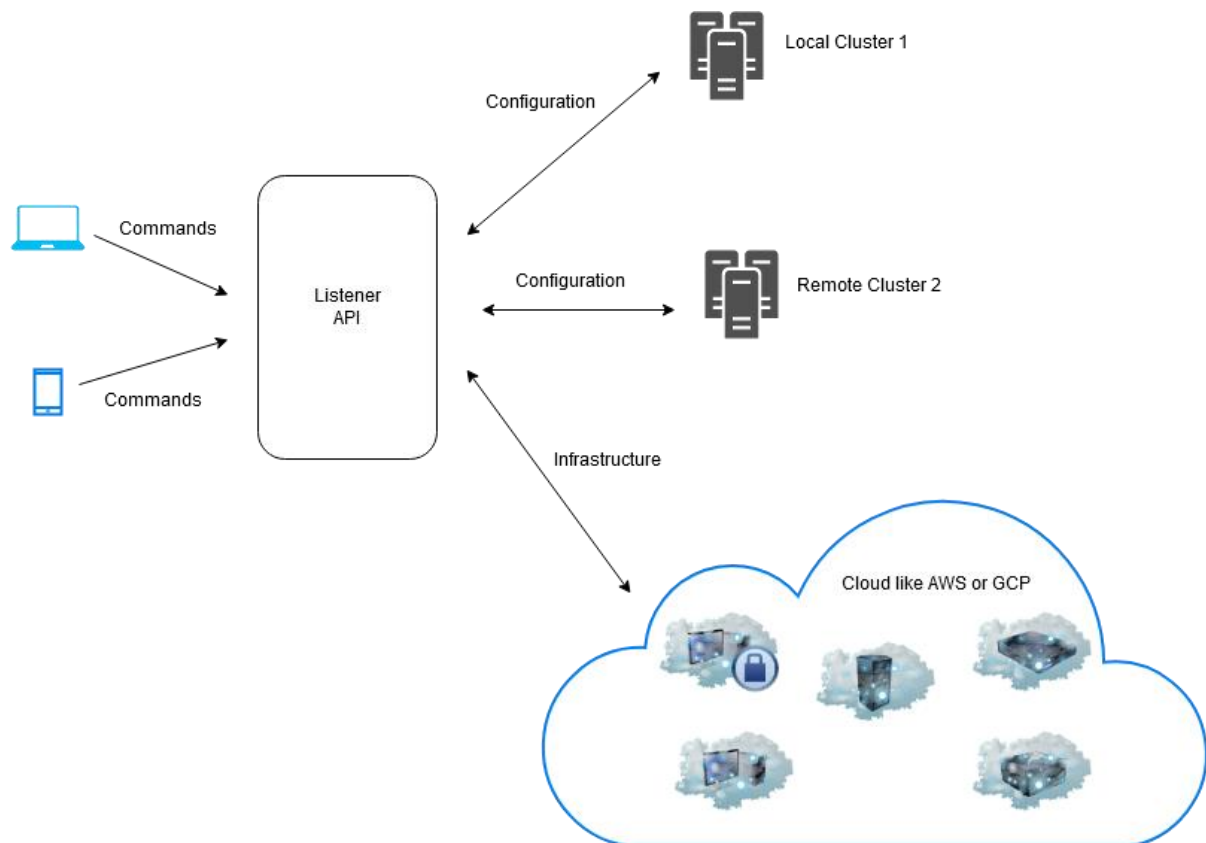 Local Cluster 1
Configuration
Commands
Configuration
Remote Cluster 2
Listener
API
Commands
Infrastructure
Cloud like AWS or GCP